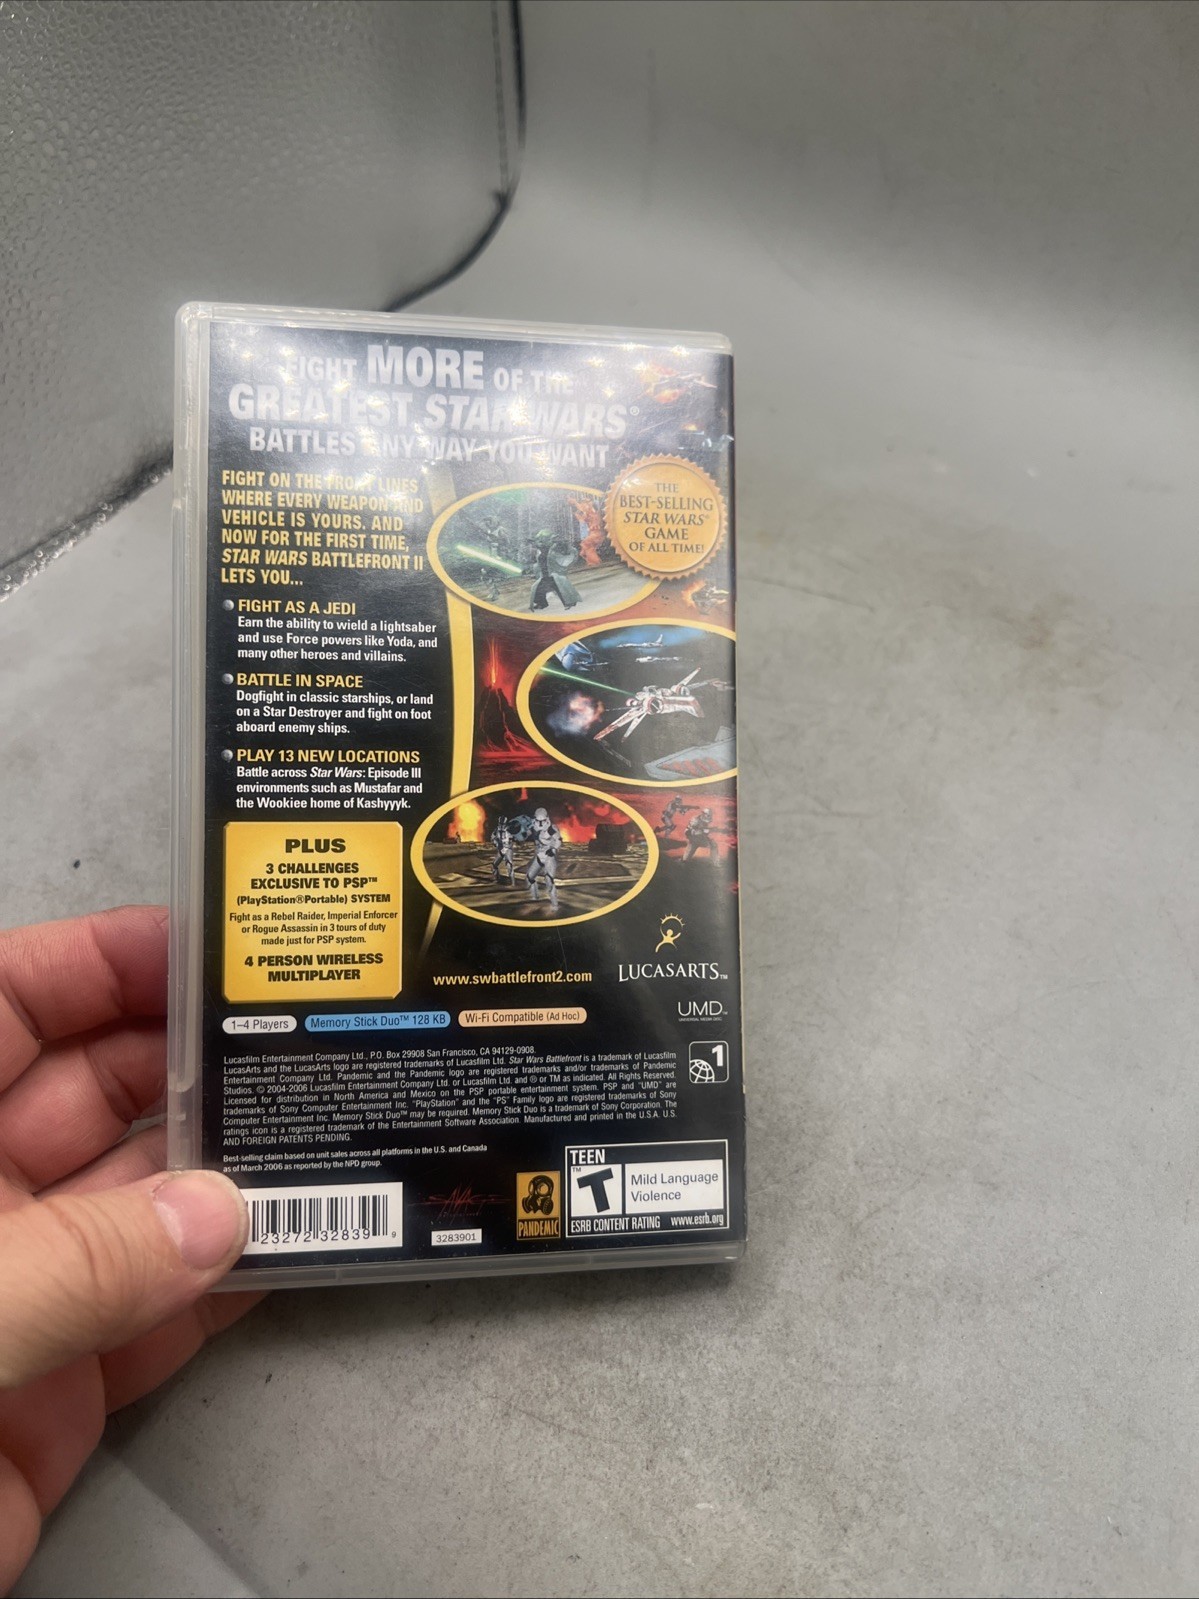 FIGHT MORE OF THE
GREATEST STAR WARS®
BATTLES ANY WAY YOU WANT
FIGHT ON THE FRONT LINES
WHERE EVERY WEAPON AND
VEHICLE IS YOURS. AND
NOW FOR THE FIRST TIME,
STAR WARS BATTLEFRONT II
LETS YOU...
THE
BEST-SELLING
STAR WARS®
GAME
OF ALL TIME!
FIGHT AS A JEDI
Earn the ability to wield a lightsaber
and use Force powers like Yoda, and
many other heroes and villains.
BATTLE IN SPACE
Dogfight in classic starships, or land
on a Star Destroyer and fight on foot
aboard enemy ships.
PLAY 13 NEW LOCATIONS
Battle across Star Wars: Episode III
environments such as Mustafar and
the Wookiee home of Kashyyyk.
PLUS
3 CHALLENGES
EXCLUSIVE TO PSP™
(PlayStation®Portable) SYSTEM
Fight as a Rebel Raider, Imperial Enforcer
or Rogue Assassin in 3 tours of duty
made just for PSP system.
4 PERSON WIRELESS
MULTIPLAYER
www.swbattlefront2.com
LUCASARTS™
UMD™
1-4 Players
Memory Stick Duo™ 128 KB
Wi-Fi Compatible (Ad Hoc)
1
Lucasfilm Entertainment Company Ltd., P.O. Box 29908 San Francisco, CA 94129-0908.
LucasArts and the LucasArts logo are registered trademarks of Lucasfilm Ltd. Star Wars Battlefront is a trademark of Lucasfilm
Entertainment Company Ltd. Pandemic and the Pandemic logo are registered trademarks and/or trademarks of Pandemic
Studios. © 2004-2006 Lucasfilm Entertainment Company Ltd. or Lucasfilm Ltd. and ® or TM as indicated. All Rights Reserved.
Licensed for distribution in North America and Mexico on the PSP portable entertainment system. PSP and "UMD" are
trademarks of Sony Computer Entertainment Inc. "PlayStation" and the "PS" Family logo are registered trademarks of Sony
Computer Entertainment Inc. Memory Stick Duo™ may be required. Memory Stick Duo is a trademark of Sony Corporation. The
ratings icon is a registered trademark of the Entertainment Software Association. Manufactured and printed in the U.S.A. U.S.
AND FOREIGN PATENTS PENDING.
Best-selling claim based on unit sales across all platforms in the U.S. and Canada
as of March 2006 as reported by the NPD group.
23272 32839 9
3283901
PANDEMIC
TEEN
T™
Mild Language
Violence
ESRB CONTENT RATING www.esrb.org